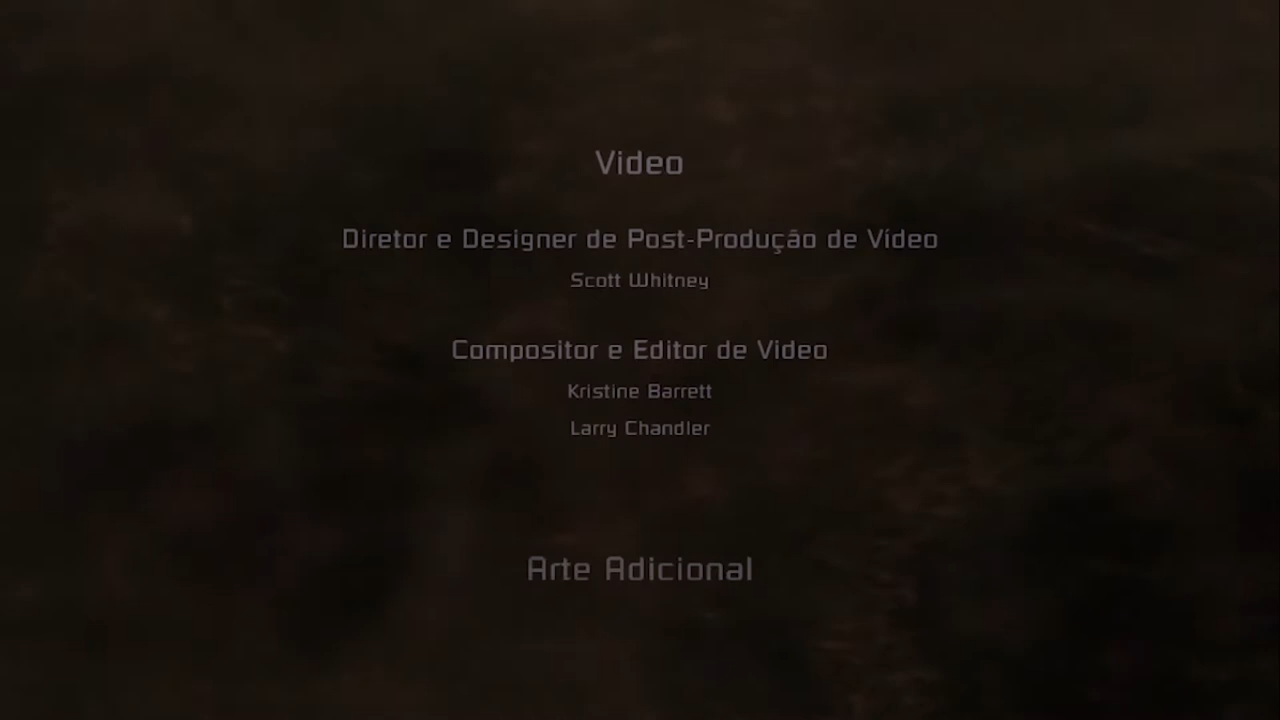 Video
Diretor e Designer de Post-Produção de Vídeo
Scott Whitney
Compositor e Editor de Video
Kristine Barrett
Larry Chandler
Arte Adicional